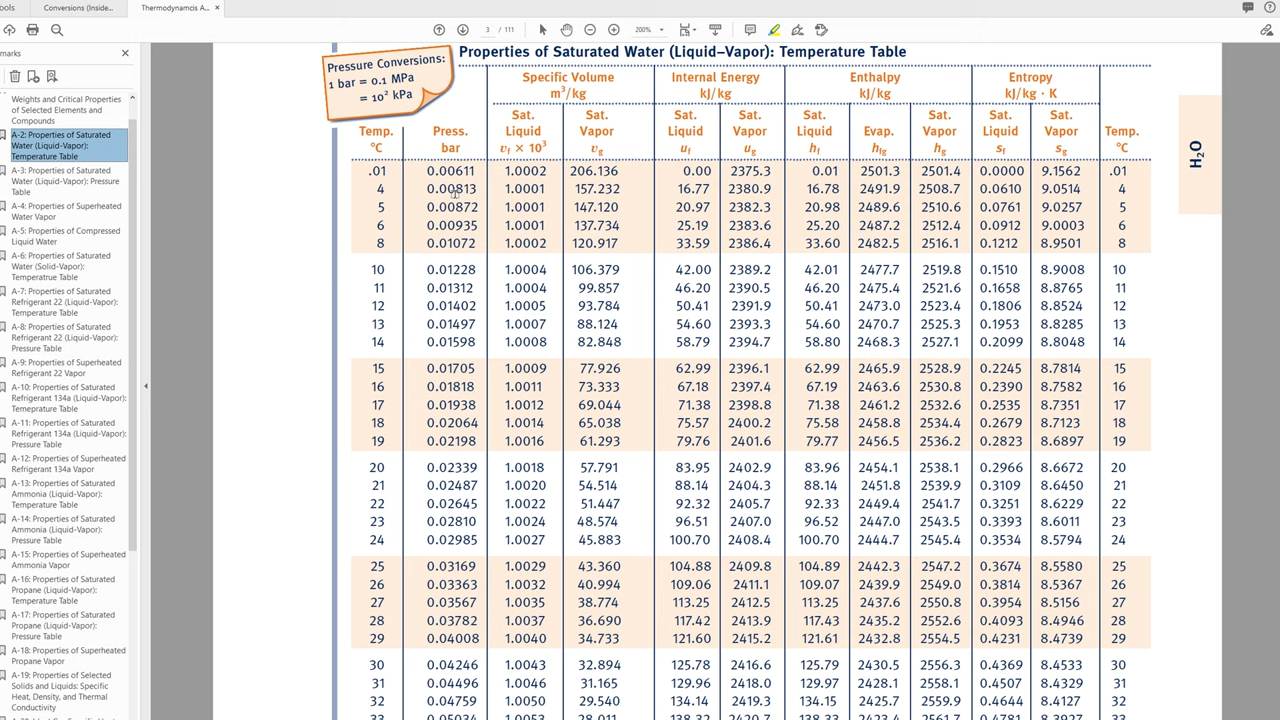 ools
Conversions (Inside...
Thermodynamcis A...
×
3 / 111
200%
marks
Weights and Critical Properties
of Selected Elements and
Compounds
A-2: Properties of Saturated
Water (Liquid-Vapor):
Temperature Table
A-3: Properties of Saturated
Water (Liquid-Vapor): Pressure
Table
A-4: Properties of Superheated
Water Vapor
A-5: Properties of Compressed
Liquid Water
A-6: Properties of Saturated
Water (Solid-Vapor):
Temperatrue Table
A-7: Properties of Saturated
Refrigerant 22 (Liquid-Vapor):
Temperature Table
A-8: Properties of Saturated
Refrigerant 22 (Liquid-Vapor):
Pressure Table
A-9: Properties of Superheated
Refrigerant 22 Vapor
A-10: Properties of Saturated
Refrigerant 134a (Liquid-Vapor):
Temeprature Table
A-11: Properties of Saturated
Refrigerant 134a (Liquid-Vapor):
Pressure Table
A-12: Properties of Superheated
Refrigerant 134a Vapor
A-13: Properties of Saturated
Ammonia (Liquid-Vapor):
Temperature Table
A-14: Properties of Saturated
Ammonia (Liquid-Vapor):
Pressure Table
A-15: Properties of Superheated
Ammonia Vapor
A-16: Properties of Saturated
Propane (Liquid-Vapor):
Temperature Table
A-17: Properties of Saturated
Propane (Liquid-Vapor):
Pressure Table
A-18: Properties of Superheated
Propane Vapor
A-19: Properties of Selected
Solids and Liquids: Specific
Heat, Density, and Thermal
Conductivity
Properties of Saturated Water (Liquid–Vapor): Temperature Table
Pressure Conversions:
1 bar = 0.1 MPa
= 10² kPa
Specific Volume Internal Energy Enthalpy Entropy
m³/kg kJ/kg kJ/kg kJ/kg · K
Sat. Sat. Sat. Sat. Sat. Sat. Sat. Sat.
Temp. Press. Liquid Vapor Liquid Vapor Liquid Evap. Vapor Liquid Vapor Temp.
°C bar vf × 10³ vg uf ug hf hfg hg sf sg °C
.01 0.00611 1.0002 206.136 0.00 2375.3 0.01 2501.3 2501.4 0.0000 9.1562 .01
4 0.00813 1.0001 157.232 16.77 2380.9 16.78 2491.9 2508.7 0.0610 9.0514 4
5 0.00872 1.0001 147.120 20.97 2382.3 20.98 2489.6 2510.6 0.0761 9.0257 5
6 0.00935 1.0001 137.734 25.19 2383.6 25.20 2487.2 2512.4 0.0912 9.0003 6
8 0.01072 1.0002 120.917 33.59 2386.4 33.60 2482.5 2516.1 0.1212 8.9501 8
10 0.01228 1.0004 106.379 42.00 2389.2 42.01 2477.7 2519.8 0.1510 8.9008 10
11 0.01312 1.0004 99.857 46.20 2390.5 46.20 2475.4 2521.6 0.1658 8.8765 11
12 0.01402 1.0005 93.784 50.41 2391.9 50.41 2473.0 2523.4 0.1806 8.8524 12
13 0.01497 1.0007 88.124 54.60 2393.3 54.60 2470.7 2525.3 0.1953 8.8285 13
14 0.01598 1.0008 82.848 58.79 2394.7 58.80 2468.3 2527.1 0.2099 8.8048 14
15 0.01705 1.0009 77.926 62.99 2396.1 62.99 2465.9 2528.9 0.2245 8.7814 15
16 0.01818 1.0011 73.333 67.18 2397.4 67.19 2463.6 2530.8 0.2390 8.7582 16
17 0.01938 1.0012 69.044 71.38 2398.8 71.38 2461.2 2532.6 0.2535 8.7351 17
18 0.02064 1.0014 65.038 75.57 2400.2 75.58 2458.8 2534.4 0.2679 8.7123 18
19 0.02198 1.0016 61.293 79.76 2401.6 79.77 2456.5 2536.2 0.2823 8.6897 19
20 0.02339 1.0018 57.791 83.95 2402.9 83.96 2454.1 2538.1 0.2966 8.6672 20
21 0.02487 1.0020 54.514 88.14 2404.3 88.14 2451.8 2539.9 0.3109 8.6450 21
22 0.02645 1.0022 51.447 92.32 2405.7 92.33 2449.4 2541.7 0.3251 8.6229 22
23 0.02810 1.0024 48.574 96.51 2407.0 96.52 2447.0 2543.5 0.3393 8.6011 23
24 0.02985 1.0027 45.883 100.70 2408.4 100.70 2444.7 2545.4 0.3534 8.5794 24
25 0.03169 1.0029 43.360 104.88 2409.8 104.89 2442.3 2547.2 0.3674 8.5580 25
26 0.03363 1.0032 40.994 109.06 2411.1 109.07 2439.9 2549.0 0.3814 8.5367 26
27 0.03567 1.0035 38.774 113.25 2412.5 113.25 2437.6 2550.8 0.3954 8.5156 27
28 0.03782 1.0037 36.690 117.42 2413.9 117.43 2435.2 2552.6 0.4093 8.4946 28
29 0.04008 1.0040 34.733 121.60 2415.2 121.61 2432.8 2554.5 0.4231 8.4739 29
30 0.04246 1.0043 32.894 125.78 2416.6 125.79 2430.5 2556.3 0.4369 8.4533 30
31 0.04496 1.0046 31.165 129.96 2418.0 129.97 2428.1 2558.1 0.4507 8.4329 31
32 0.04759 1.0050 29.540 134.14 2419.3 134.15 2425.7 2559.9 0.4644 8.4127 32
H₂O